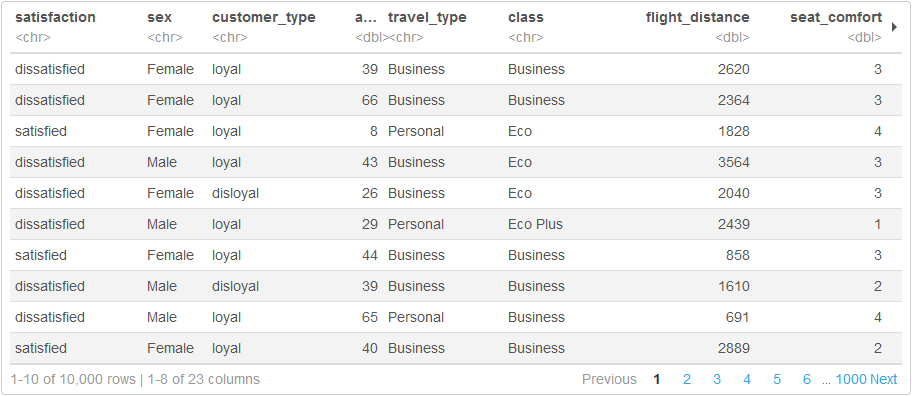 satisfaction sex customer_type a... travel_type class flight_distance seat_comfort
<chr> <chr> <chr> <dbl> <chr> <chr> <dbl> <dbl>
dissatisfied Female loyal 39 Business Business 2620 3
dissatisfied Female loyal 66 Business Business 2364 3
satisfied Female loyal 8 Personal Eco 1828 4
dissatisfied Male loyal 43 Business Eco 3564 3
dissatisfied Female disloyal 26 Business Eco 2040 3
dissatisfied Male loyal 29 Personal Eco Plus 2439 1
satisfied Female loyal 44 Business Business 858 3
dissatisfied Male disloyal 39 Business Business 1610 2
dissatisfied Male loyal 65 Personal Business 691 4
satisfied Female loyal 40 Business Business 2889 2
1-10 of 10,000 rows | 1-8 of 23 columns Previous 1 2 3 4 5 6 ... 1000 Next